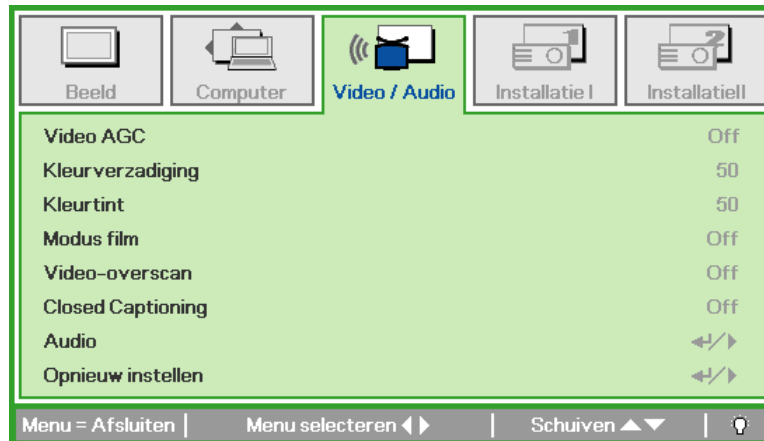 Beeld Computer Video / Audio Installatie I InstallatieII
Video AGC Off
Kleurverzadiging 50
Kleurtint 50
Modus film Off
Video-overscan Off
Closed Captioning Off
Audio
Opnieuw instellen
Menu = Afsluiten Menu selecteren Schuiven